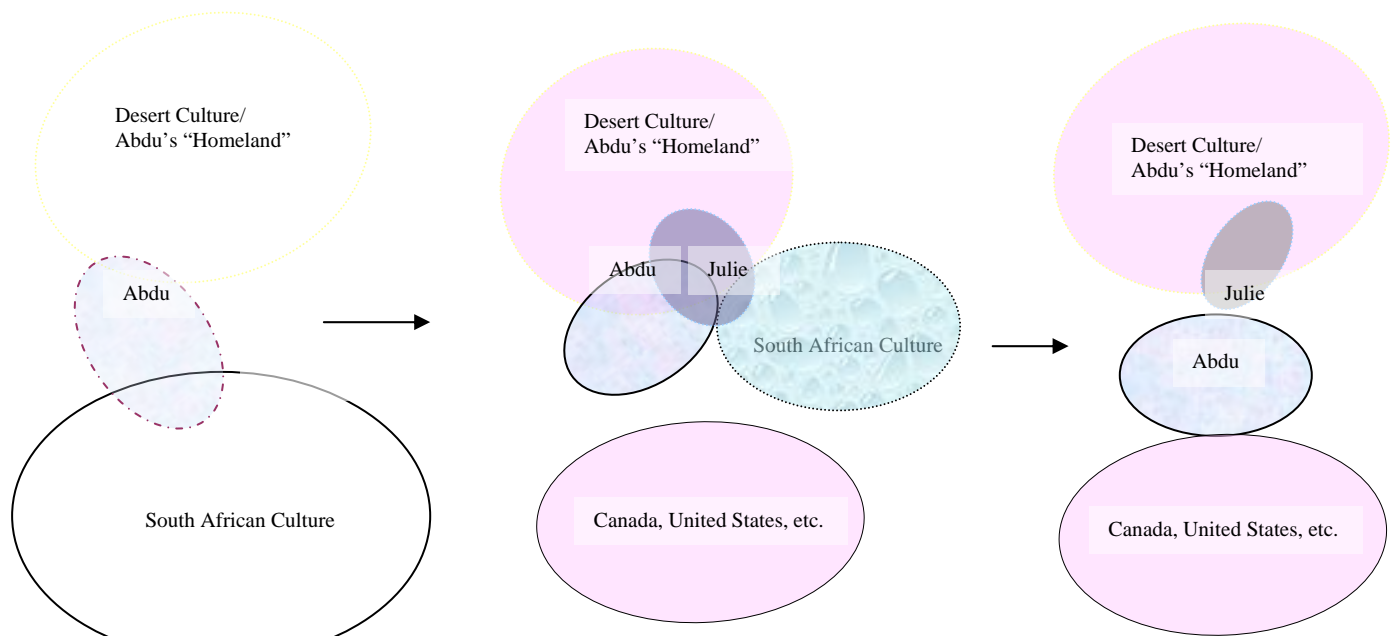 Desert Culture/
Abdu's “Homeland”
Abdu
South African Culture
Desert Culture/
Abdu's “Homeland”
Abdu
Julie
South African Culture
Canada, United States, etc.
Desert Culture/
Abdu's “Homeland”
Julie
Abdu
Canada, United States, etc.